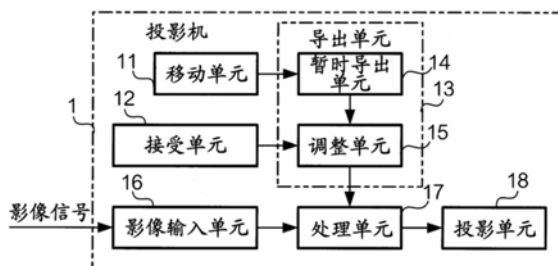 投影机
导出单元
11
移动单元
暂时导出
单元
14
13
12
1
接受单元
调整单元
15
16
17
18
影像信号
影像输入单元
处理单元
投影单元